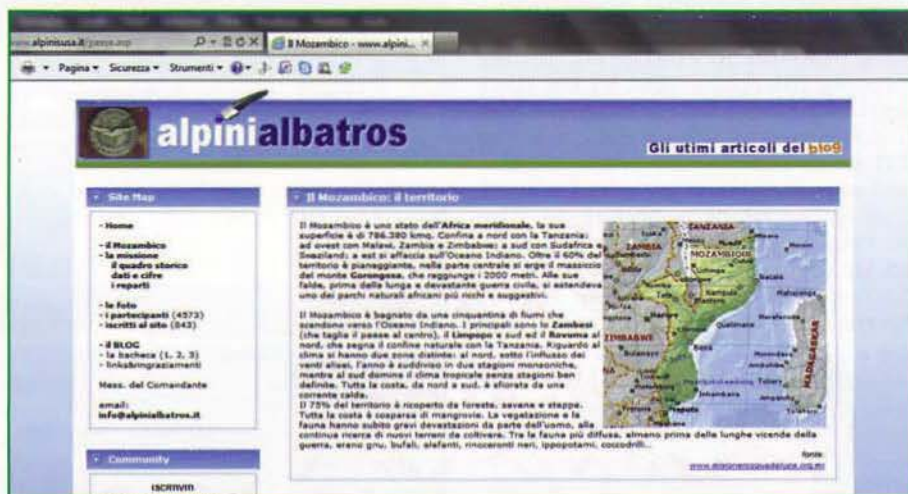 www.alpinisusa.it
Il Mozambico - www.alpini...
Pagina Sicurezza Strumenti
alpinialbatros
Gli utimi articoli del blog
Site Map
- Home
- il Mozambico
- la missione
il quadro storico
dati e cifre
i reparti
- le foto
- i partecipanti (4573)
- iscritti al sito (843)
- il BLOG
- la bacheca (1, 2, 3)
- links&ringraziamenti
Mess. del Comandante
email:
info@alpinialbatros.it
Community
ISCRIVITI
Il Mozambico: il territorio
Il Mozambico è uno stato dell'Africa meridionale, la sua
superficie è di 786.380 kmq. Confina a nord con la Tanzania;
ad ovest con Malawi, Zambia e Zimbabwe; a sud con Sudafrica e
Swaziland; a est si affaccia sull'Oceano Indiano. Oltre il 60% del
territorio è pianeggiante, nella parte centrale si erge il massiccio
del monte Gorongosa, che raggiunge i 2000 metri. Alle sue
falde, prima della lunga e devastante guerra civile, si estendeva
uno dei parchi naturali africani più ricchi e suggestivi.
Il Mozambico è bagnato da una cinquantina di fiumi che
scendono verso l'Oceano Indiano. I principali sono lo Zambesi
(che taglia il paese al centro), il Limpopo a sud ed il Rovuma al
nord, che segna il confine naturale con la Tanzania. Riguardo al
clima si hanno due zone distinte: al nord, sotto l'influsso dei
venti alisei, l'anno è suddiviso in due stagioni monsoniche,
mentre al sud domina il clima tropicale senza stagioni ben
definite. Tutta la costa, da nord a sud, è sfiorata da una
corrente calda.
Il 75% del territorio è ricoperto da foreste, savane e steppe.
Tutta la costa è cosparsa di mangrovie. La vegetazione e la
fauna hanno subito gravi devastazioni da parte dell'uomo, alla
continua ricerca di nuovi terreni da coltivare. Tra la fauna più diffusa, almeno prima delle lunghe vicende della
guerra, erano gnu, bufali, elefanti, rinoceronti neri, ippopotami, coccodrilli...
fonte:
TANZANIA
ZAMBIA
MOZAMBIQUE
ZIMBABWE
MADAGASCAR
Nampula
Nacala
Quelimane
Beira
Inhambane
Maputo
Bulawayo
Mahajanga
Toliary